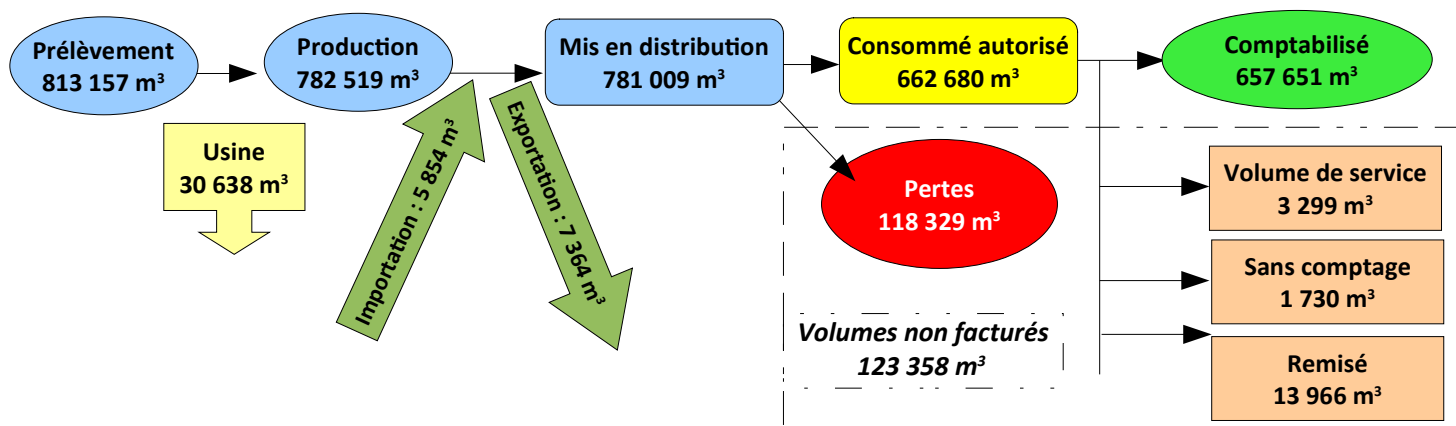 Prélèvement
813 157 m³
Production
782 519 m³
Mis en distribution
781 009 m³
Consommé autorisé
662 680 m³
Comptabilisé
657 651 m³
Usine
30 638 m³
Importation : 5 854 m³
Exportation : 7 364 m³
Pertes
118 329 m³
Volume de service
3 299 m³
Sans comptage
1 730 m³
Volumes non facturés
123 358 m³
Remisé
13 966 m³